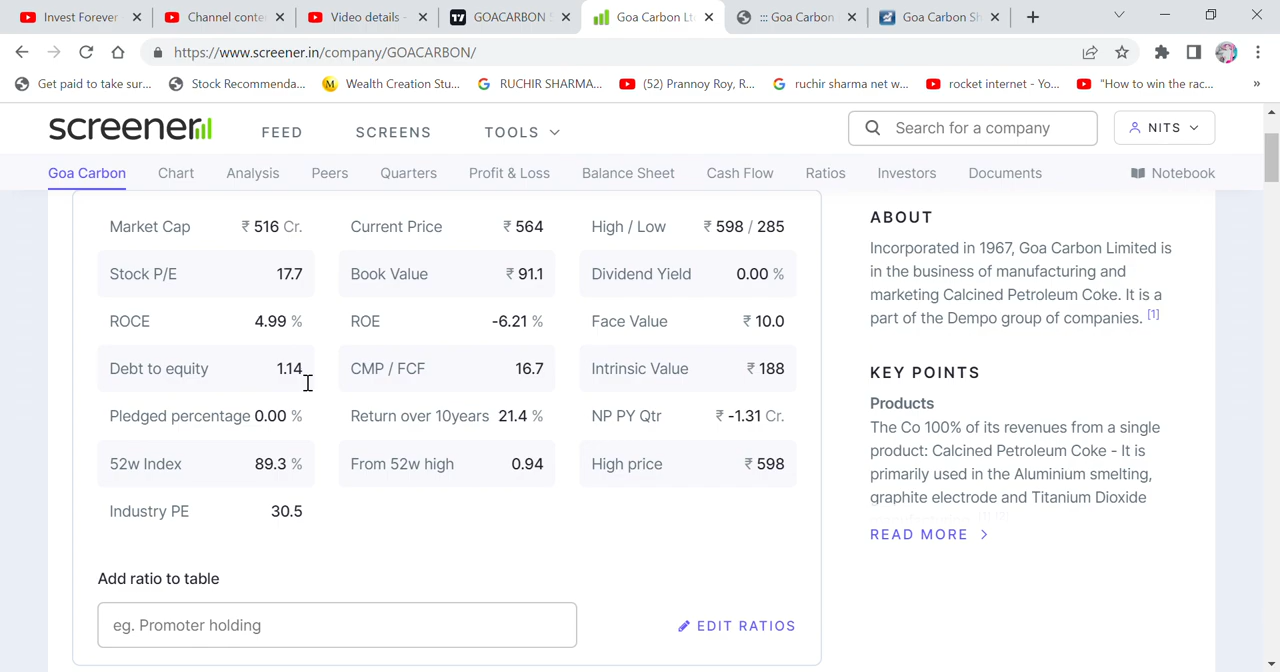 Invest Forever
Channel conte
Video details -
GOACARBON
Goa Carbon Lt
::: Goa Carbon
Goa Carbon Sh
https://www.screener.in/company/GOACARBON/
Get paid to take sur...
Stock Recommenda...
Wealth Creation Stu...
RUCHIR SHARMA...
(52) Prannoy Roy, R...
ruchir sharma net w...
rocket internet - Yo...
"How to win the rac...
»
screener
FEED
SCREENS
TOOLS
Search for a company
NITS
Goa Carbon
Chart
Analysis
Peers
Quarters
Profit & Loss
Balance Sheet
Cash Flow
Ratios
Investors
Documents
Notebook
Market Cap ₹ 516 Cr.
Current Price ₹ 564
High / Low ₹ 598 / 285
Stock P/E 17.7
Book Value ₹ 91.1
Dividend Yield 0.00 %
ROCE 4.99 %
ROE -6.21 %
Face Value ₹ 10.0
Debt to equity 1.14
CMP / FCF 16.7
Intrinsic Value ₹ 188
Pledged percentage 0.00 %
Return over 10years 21.4 %
NP PY Qtr ₹ -1.31 Cr.
52w Index 89.3 %
From 52w high 0.94
High price ₹ 598
Industry PE 30.5
Add ratio to table
eg. Promoter holding
EDIT RATIOS
ABOUT
Incorporated in 1967, Goa Carbon Limited is
in the business of manufacturing and
marketing Calcined Petroleum Coke. It is a
part of the Dempo group of companies. [1]
KEY POINTS
Products
The Co 100% of its revenues from a single
product: Calcined Petroleum Coke - It is
primarily used in the Aluminium smelting,
graphite electrode and Titanium Dioxide
READ MORE